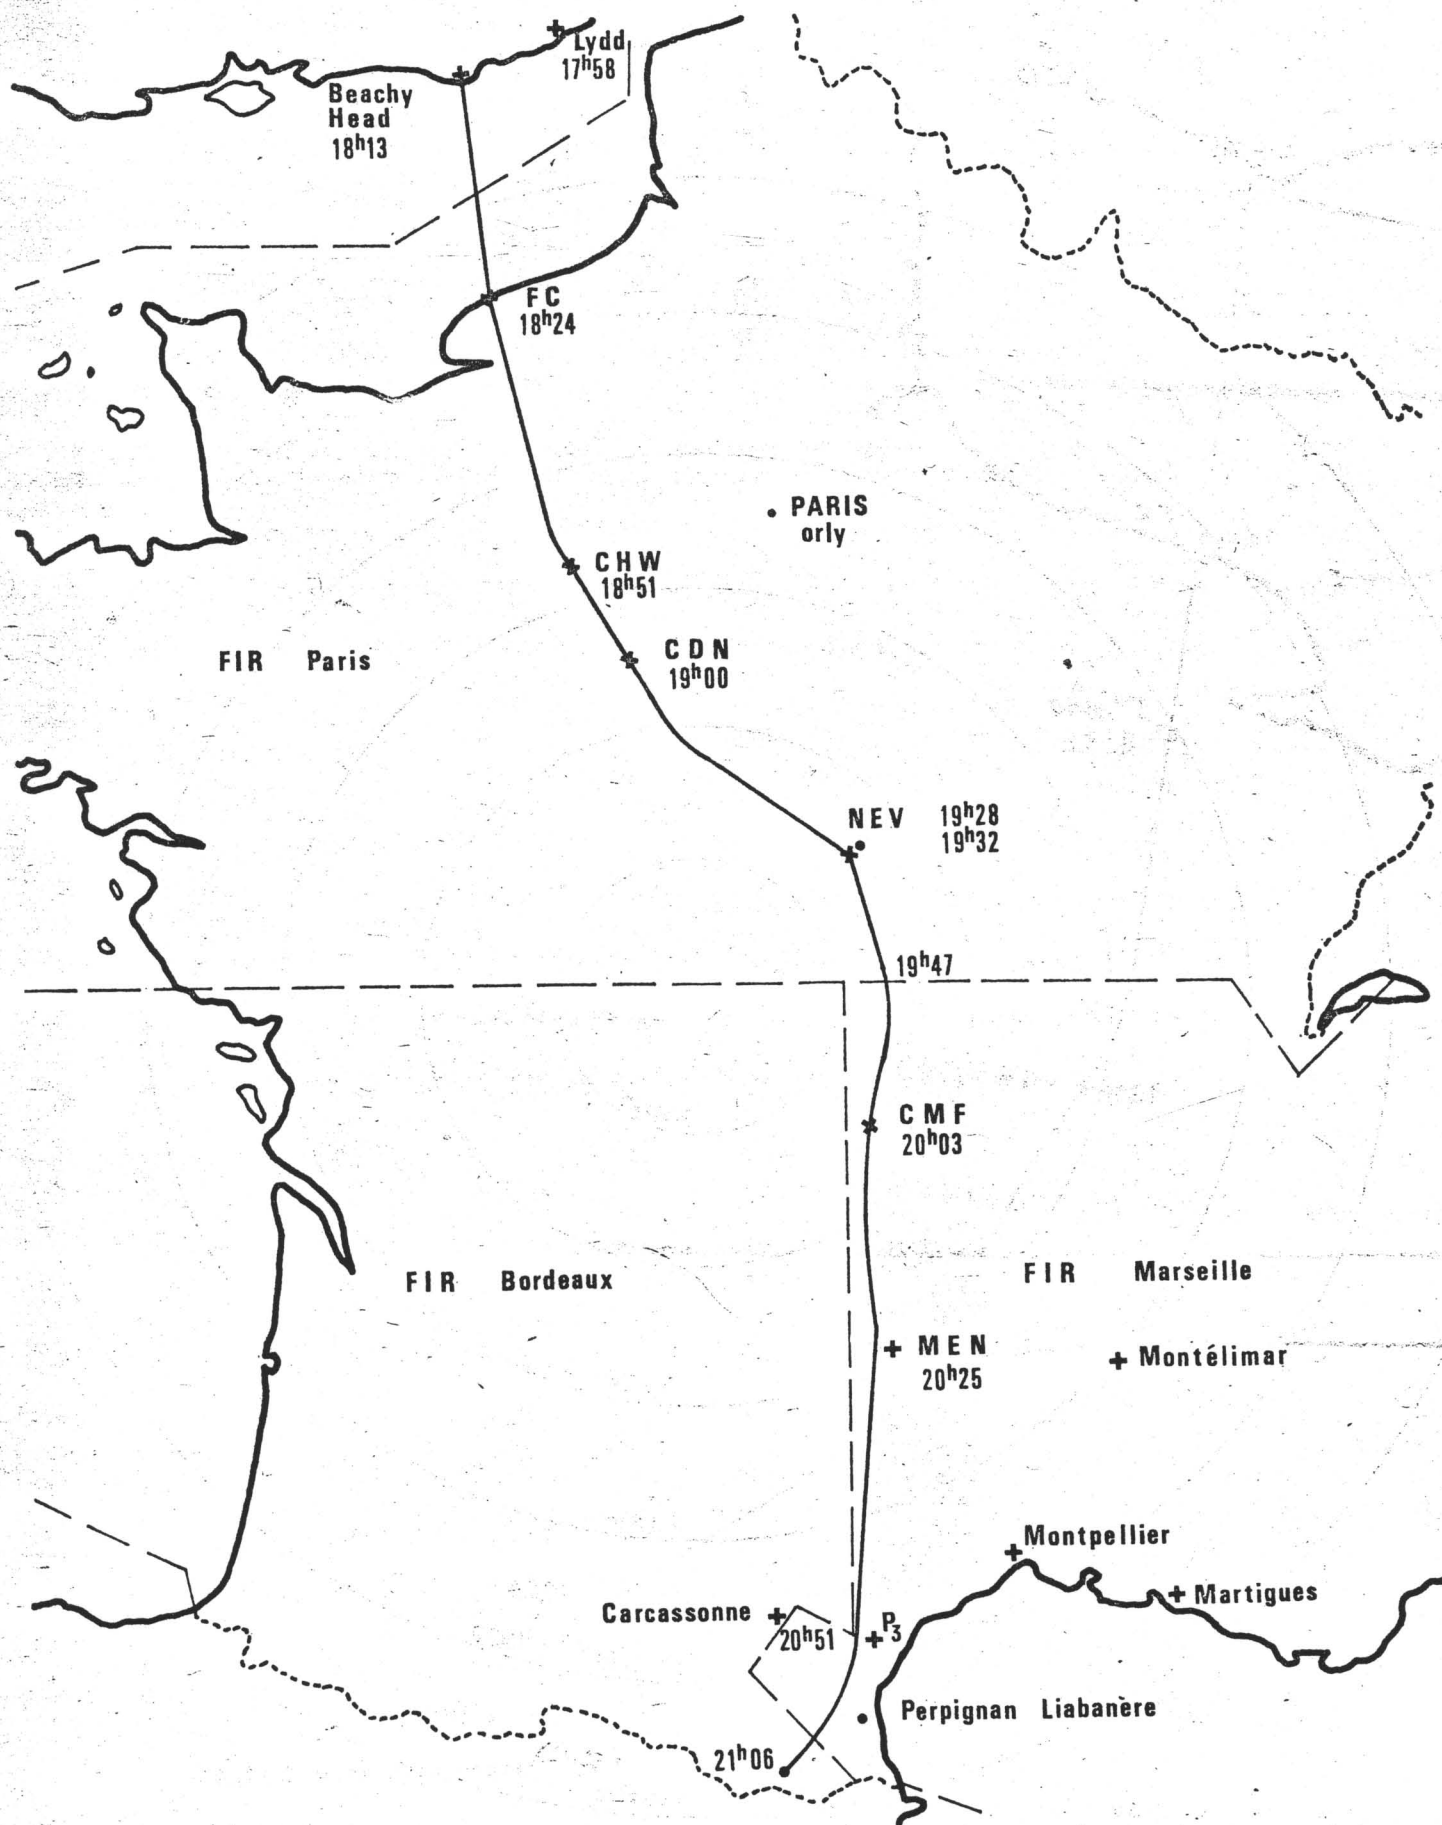 Lydd
17h58
Beachy
Head
18h13
FC
18h24
PARIS
orly
CHW
18h51
FIR Paris
CDN
19h00
NEV 19h28
19h32
19h47
CMF
20h03
FIR Bordeaux
FIR Marseille
MEN
20h25
Montélimar
Montpellier
Martigues
Carcassonne
20h51
P3
Perpignan Liabanère
21h06